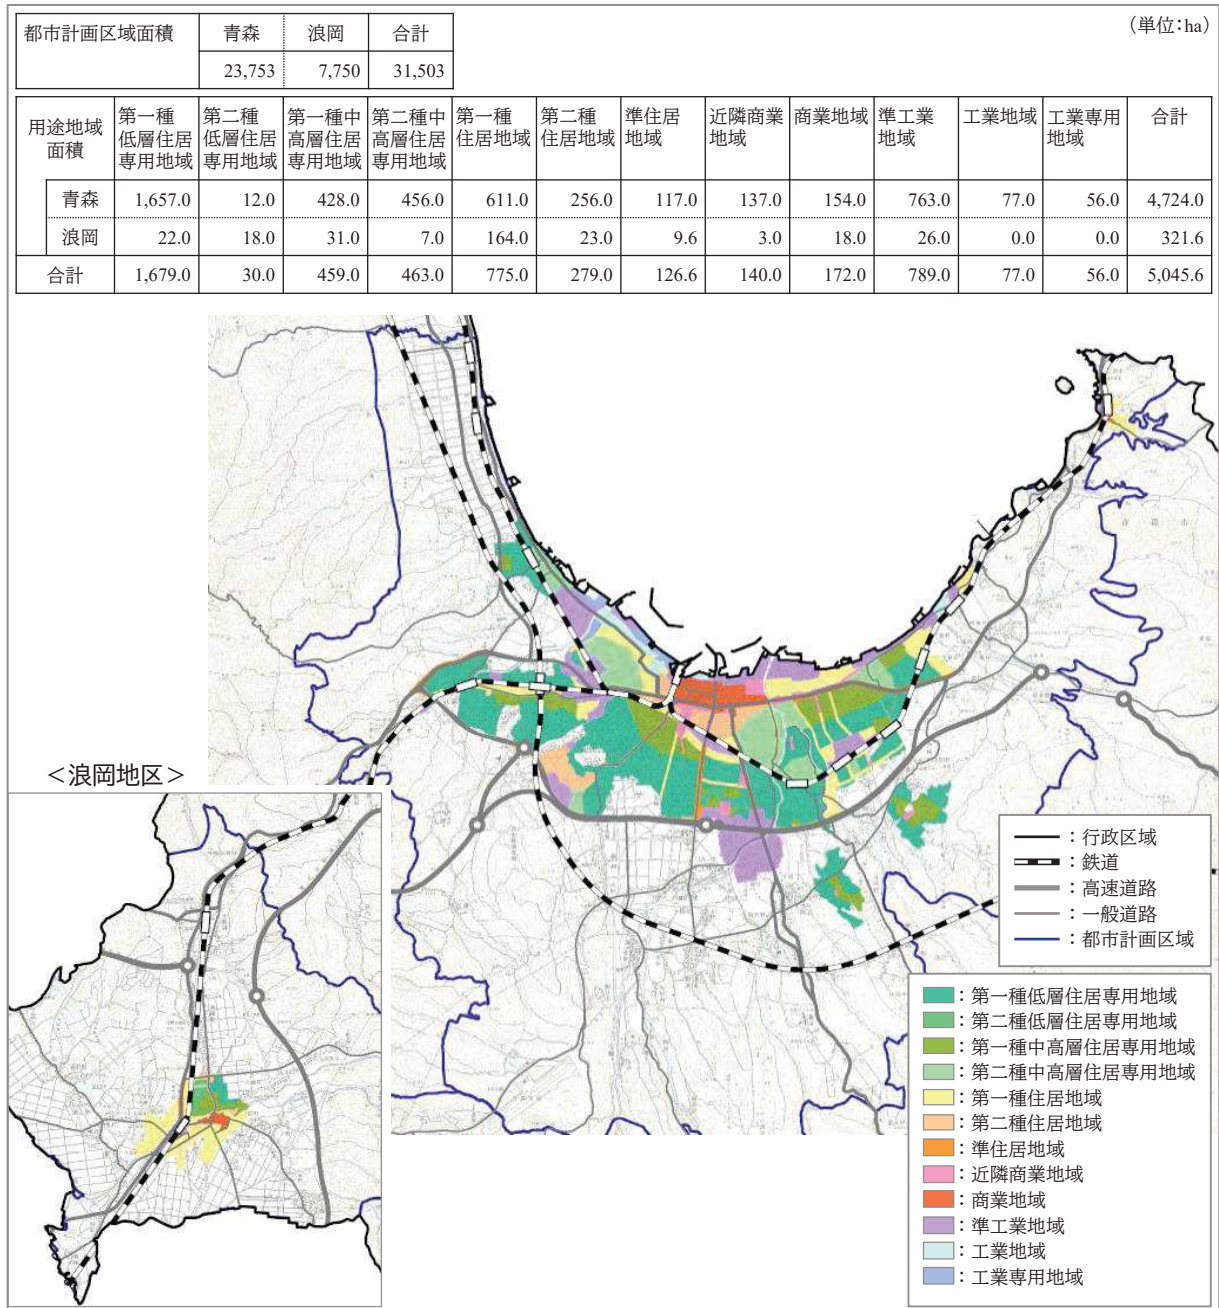 （単位：ha）
都市計画区域面積 青森 浪岡 合計
23,753 7,750 31,503
用途地域面積 第一種低層住居専用地域 第二種低層住居専用地域 第一種中高層住居専用地域 第二種中高層住居専用地域 第一種住居地域 第二種住居地域 準住居地域 近隣商業地域 商業地域 準工業地域 工業地域 工業専用地域 合計
青森 1,657.0 12.0 428.0 456.0 611.0 256.0 117.0 137.0 154.0 763.0 77.0 56.0 4,724.0
浪岡 22.0 18.0 31.0 7.0 164.0 23.0 9.6 3.0 18.0 26.0 0.0 0.0 321.6
合計 1,679.0 30.0 459.0 463.0 775.0 279.0 126.6 140.0 172.0 789.0 77.0 56.0 5,045.6
＜浪岡地区＞
：行政区域
：鉄道
：高速道路
：一般道路
：都市計画区域
：第一種低層住居専用地域
：第二種低層住居専用地域
：第一種中高層住居専用地域
：第二種中高層住居専用地域
：第一種住居地域
：第二種住居地域
：準住居地域
：近隣商業地域
：商業地域
：準工業地域
：工業地域
：工業専用地域